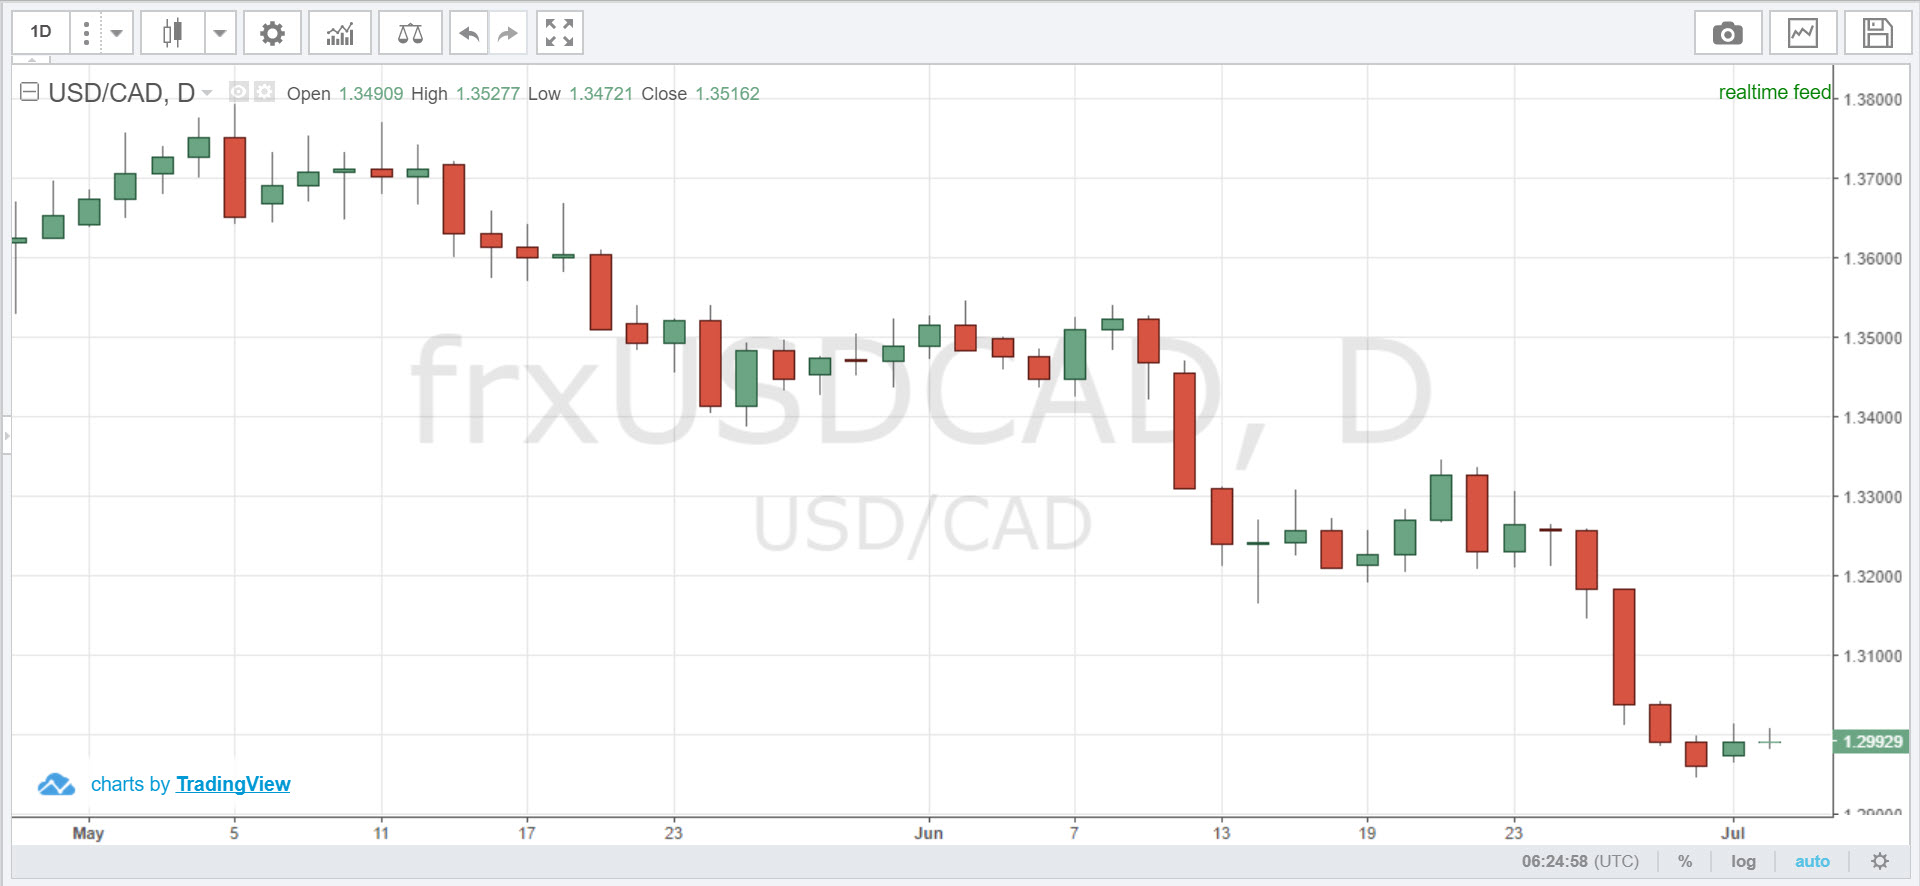 1D
USD/CAD, D Open 1.34909 High 1.35277 Low 1.34721 Close 1.35162
realtime feed
1.38000
1.37000
1.36000
1.35000
1.34000
1.33000
1.32000
1.31000
1.29929
1.29000
frxUSDCAD, D
USD/CAD
charts by TradingView
May 5 11 17 23 Jun 7 13 19 23 Jul
06:24:58 (UTC) % log auto